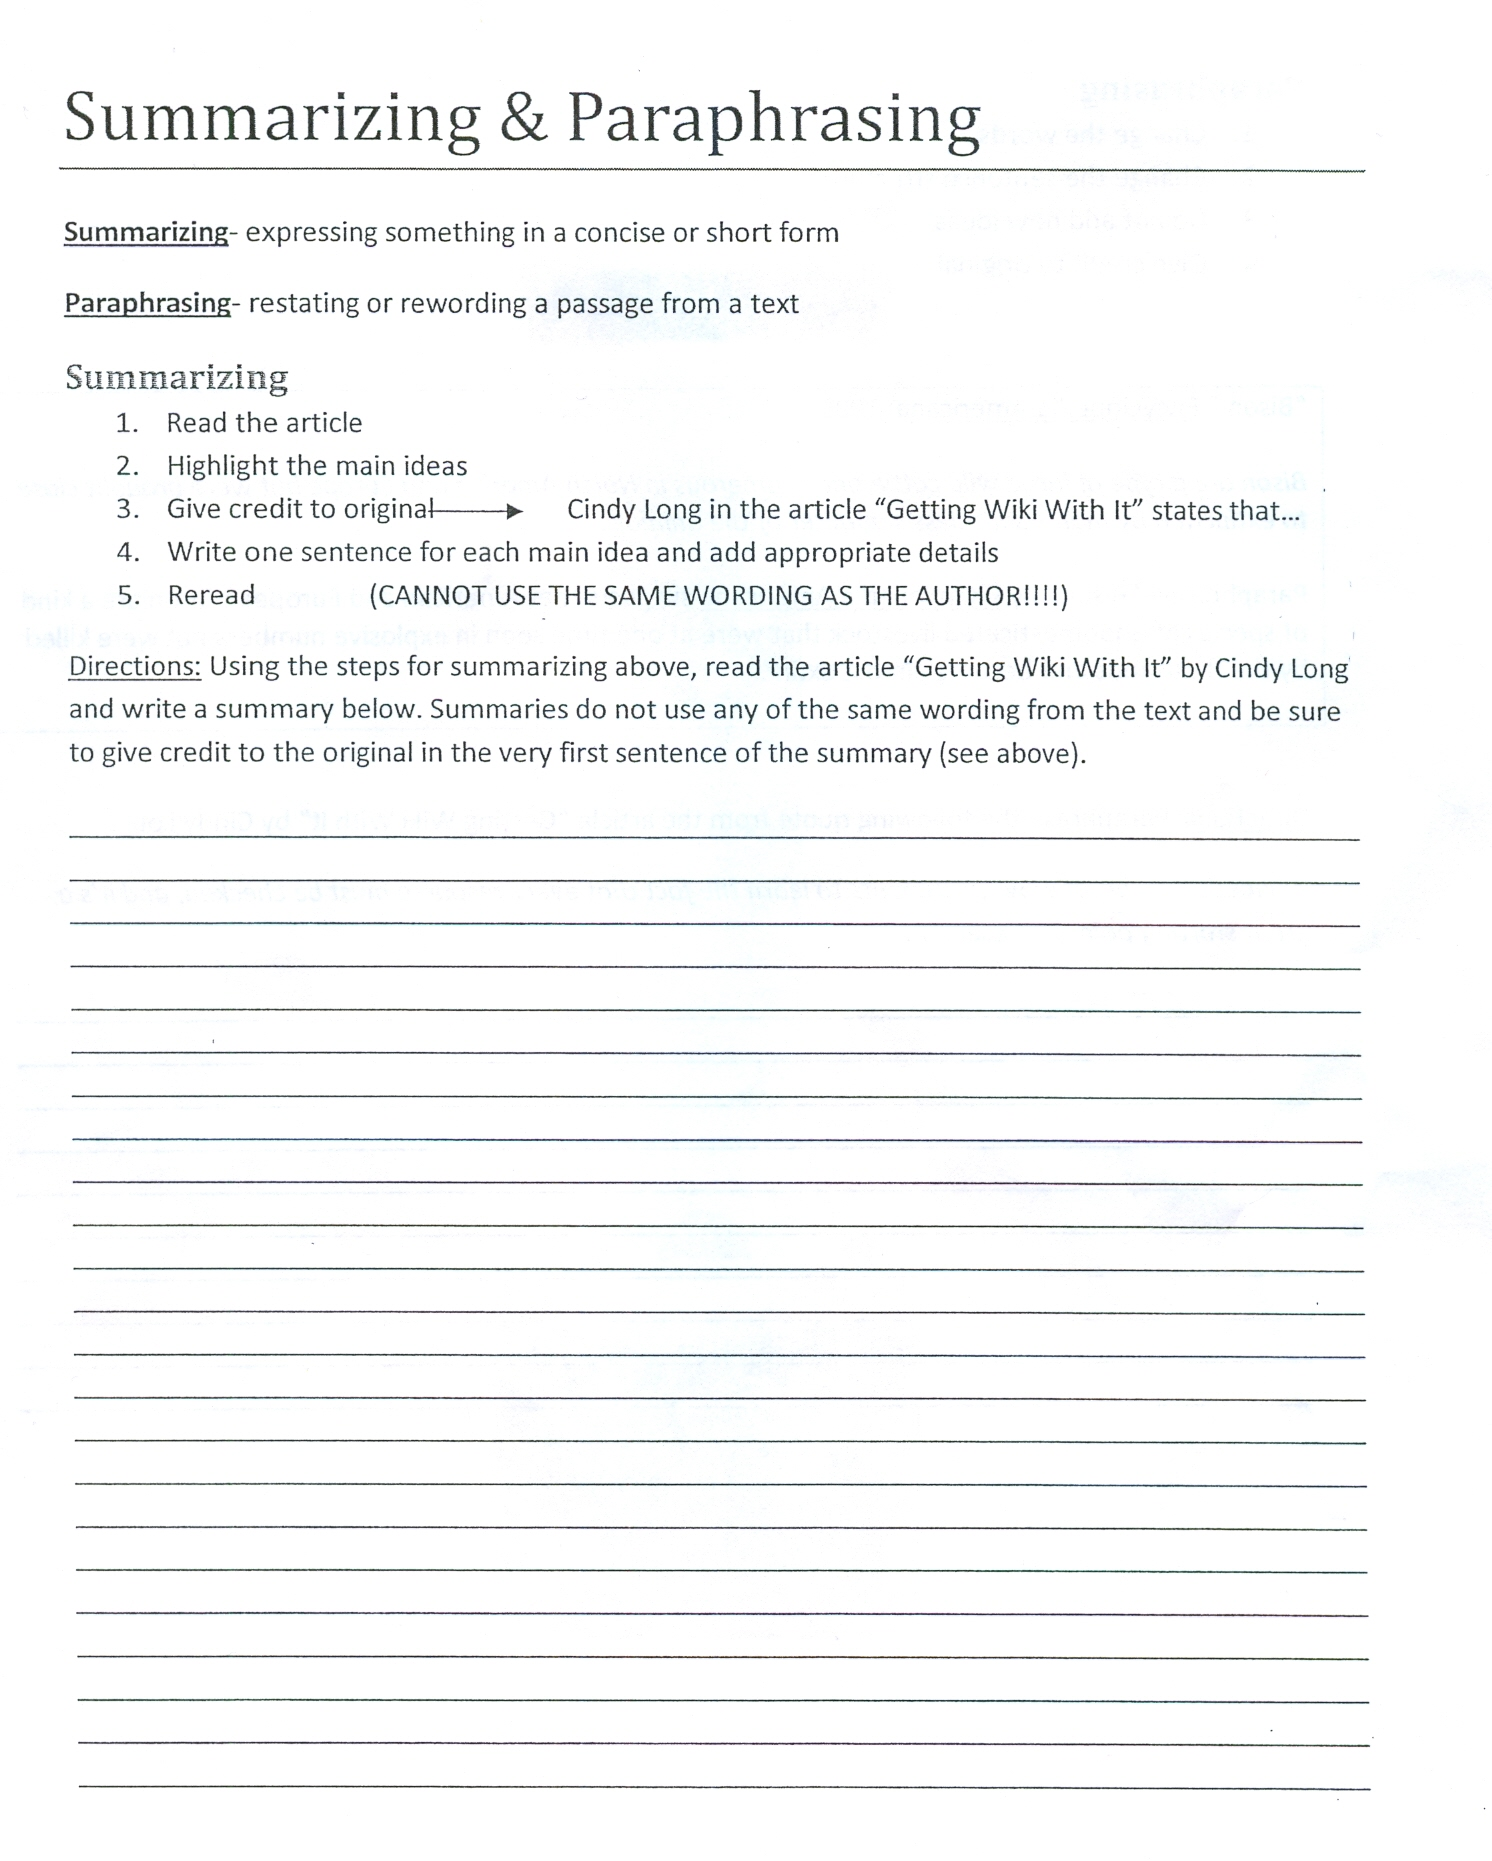 Summarizing & Paraphrasing
Summarizing- expressing something in a concise or short form
Paraphrasing- restating or rewording a passage from a text
Summarizing
1. Read the article
2. Highlight the main ideas
3. Give credit to original Cindy Long in the article “Getting Wiki With It” states that...
4. Write one sentence for each main idea and add appropriate details
5. Reread (CANNOT USE THE SAME WORDING AS THE AUTHOR!!!!)
Directions: Using the steps for summarizing above, read the article “Getting Wiki With It” by Cindy Long
and write a summary below. Summaries do not use any of the same wording from the text and be sure
to give credit to the original in the very first sentence of the summary (see above).